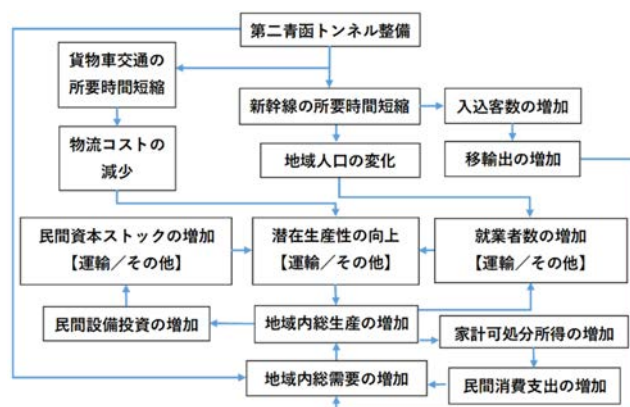 第二青函トンネル整備
貨物車交通の
所要時間短縮
新幹線の所要時間短縮
入込客数の増加
物流コストの
減少
地域人口の変化
移輸出の増加
民間資本ストックの増加
【運輸／その他】
潜在生産性の向上
【運輸／その他】
就業者数の増加
【運輸／その他】
民間設備投資の増加
地域内総生産の増加
家計可処分所得の増加
地域内総需要の増加
民間消費支出の増加